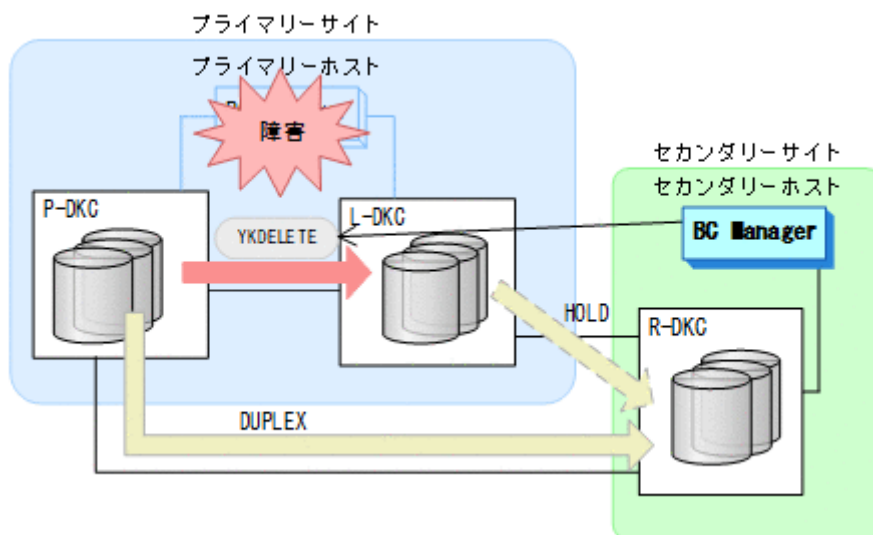 プライマリーサイト
プライマリーホスト
障害
セカンダリーサイト
セカンダリーホスト
P-DKC
L-DKC
YKDELETE
BC Manager
HOLD
R-DKC
DUPLEX